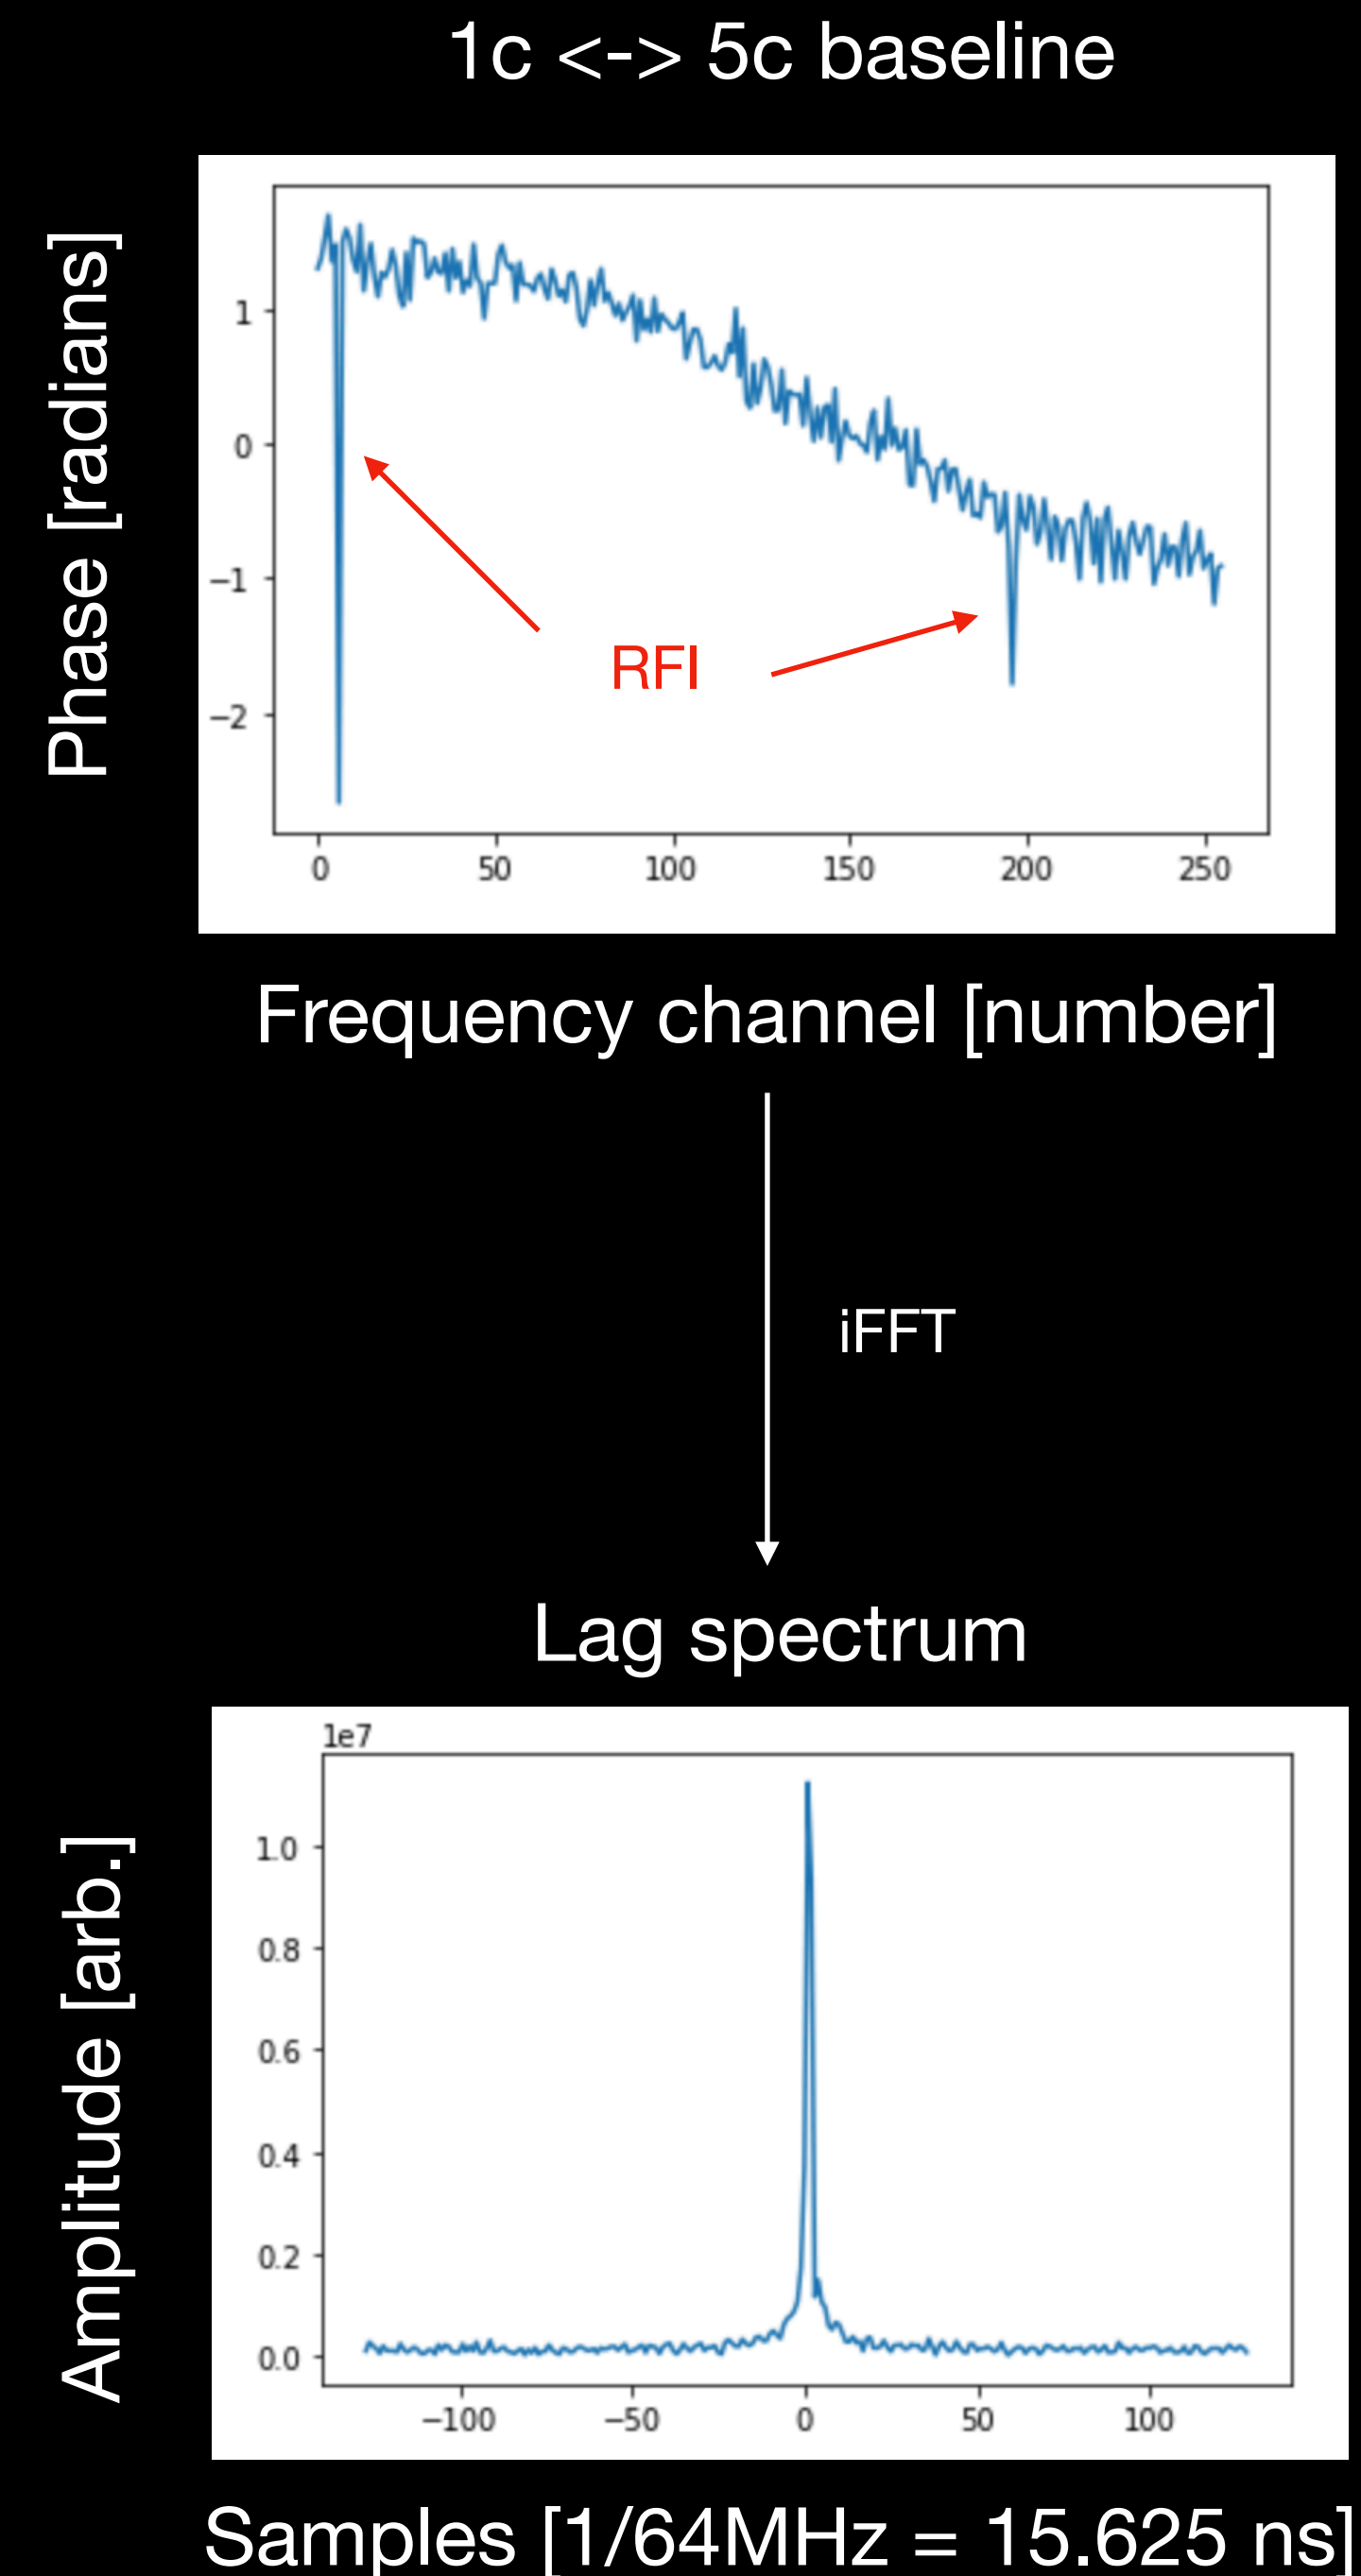 1c <-> 5c baseline
Phase [radians]
1
0
−1
−2
RFI
0 50 100 150 200 250
Frequency channel [number]
iFFT
Lag spectrum
1e7
Amplitude [arb.]
1.0
0.8
0.6
0.4
0.2
0.0
−100 −50 0 50 100
Samples [1/64MHz = 15.625 ns]